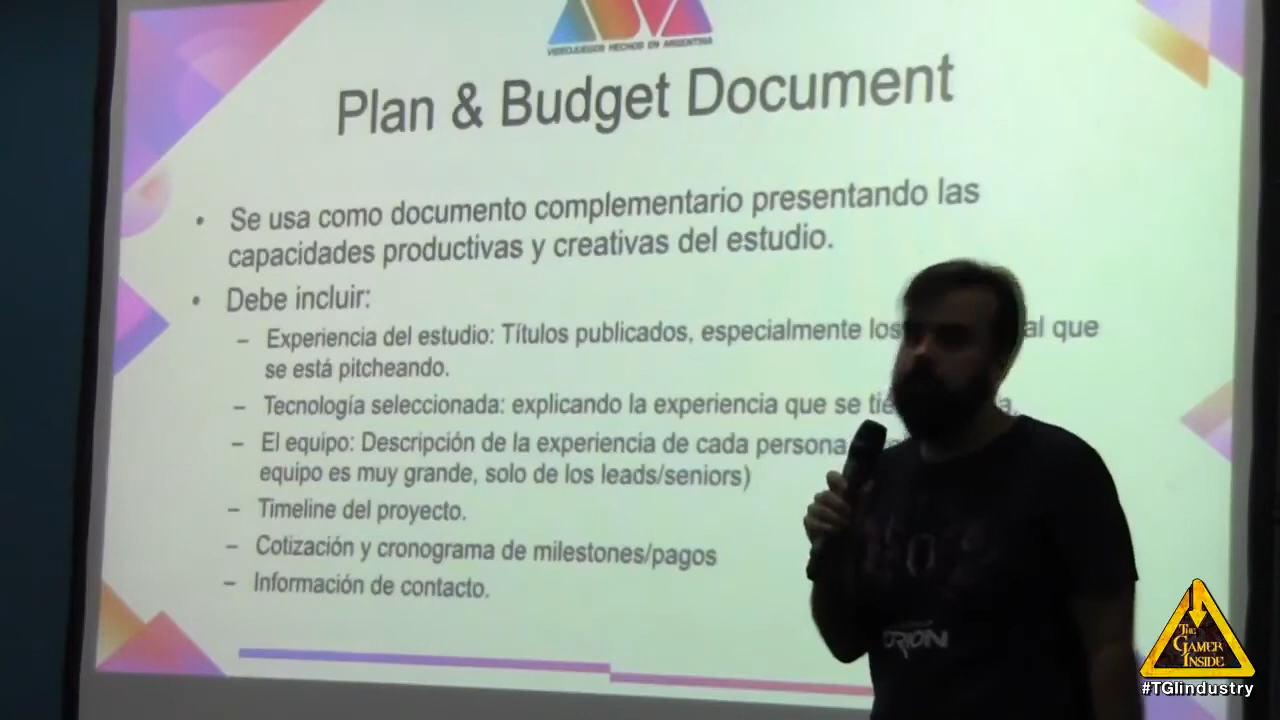 VIDEOJUEGOS HECHOS EN ARGENTINA
Plan & Budget Document
• Se usa como documento complementario presentando las
capacidades productivas y creativas del estudio.
• Debe incluir:
– Experiencia del estudio: Títulos publicados, especialmente los al que
se está pitcheando.
– Tecnología seleccionada: explicando la experiencia que se
– El equipo: Descripción de la experiencia de cada persona
equipo es muy grande, solo de los leads/seniors)
– Timeline del proyecto.
– Cotización y cronograma de milestones/pagos
– Información de contacto.
ORION
THE
GAMER
INSIDE
#TGIindustry